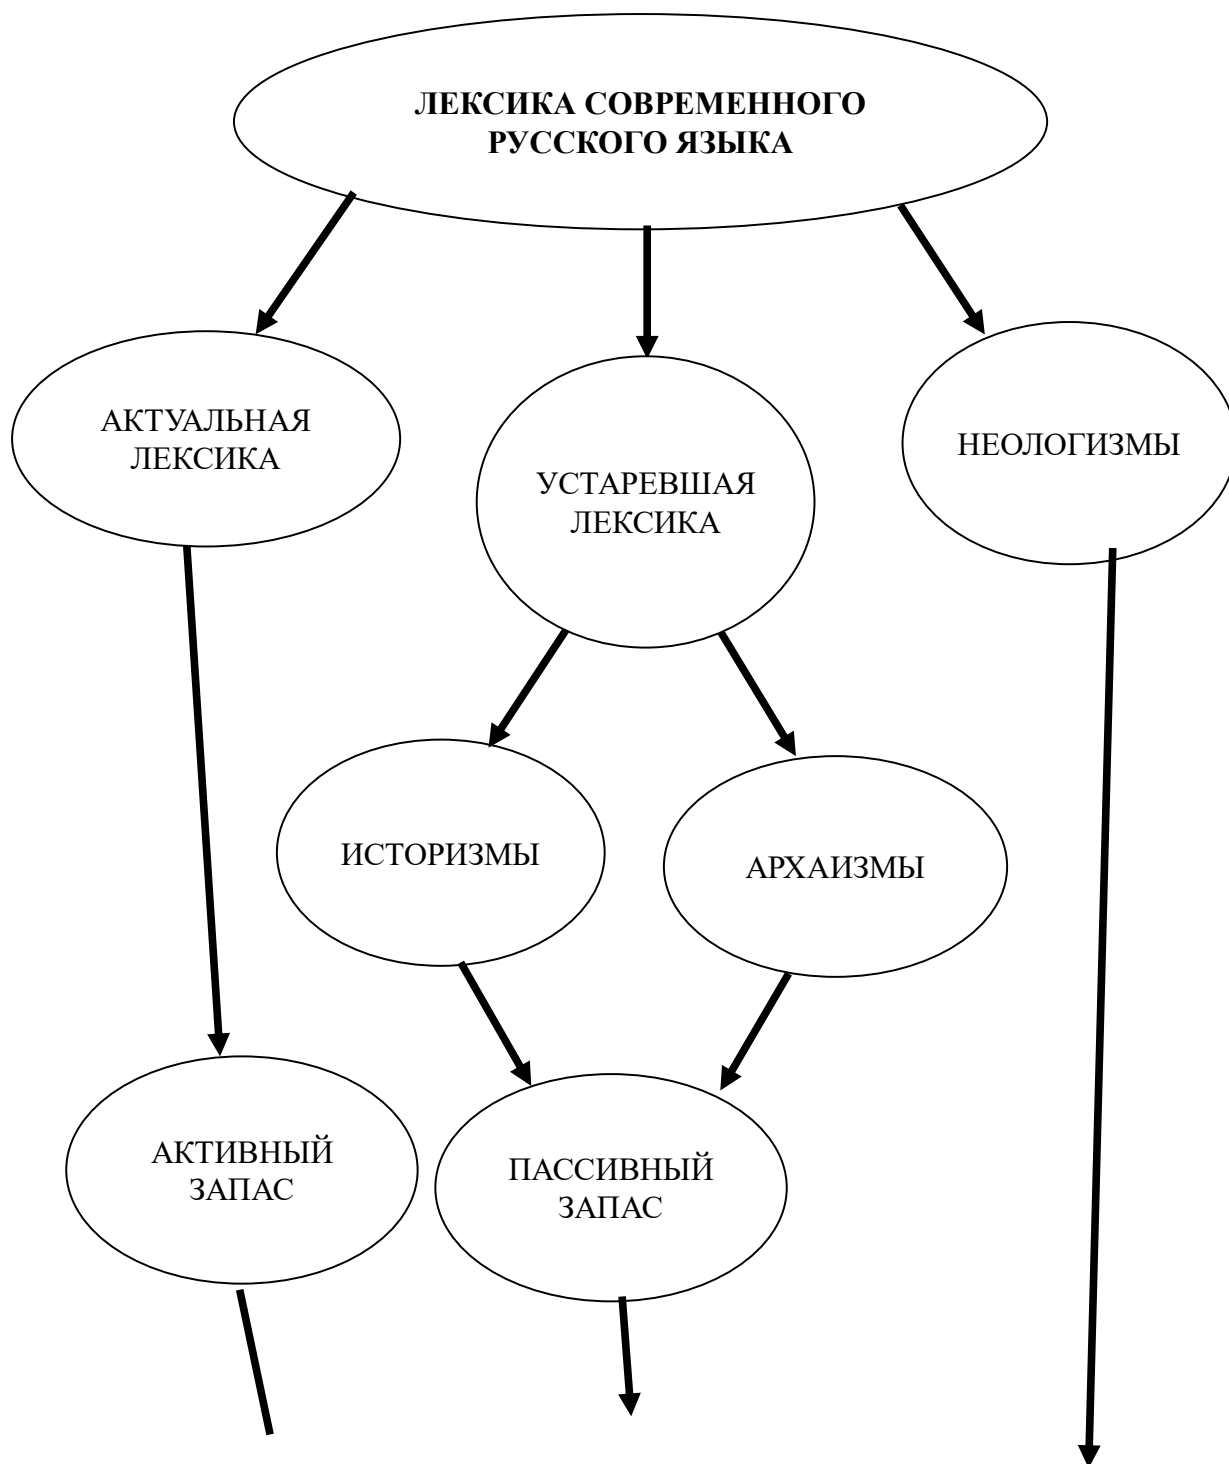 ЛЕКСИКА СОВРЕМЕННОГО
РУССКОГО ЯЗЫКА
АКТУАЛЬНАЯ
ЛЕКСИКА
УСТАРЕВШАЯ
ЛЕКСИКА
НЕОЛОГИЗМЫ
ИСТОРИЗМЫ
АРХАИЗМЫ
АКТИВНЫЙ
ЗАПАС
ПАССИВНЫЙ
ЗАПАС